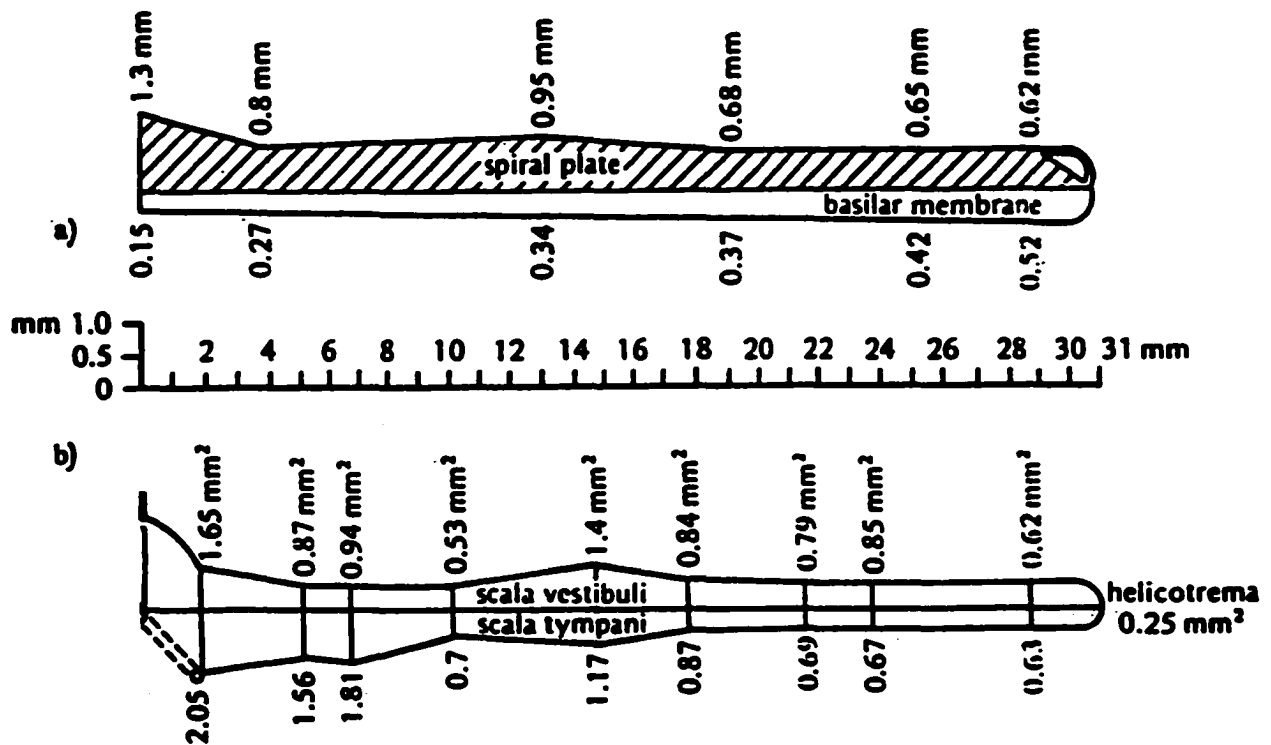 1.3 mm
0.8 mm
0.95 mm
0.68 mm
0.65 mm
0.62 mm
spiral plate
basilar membrane
a)
0.15
0.27
0.34
0.37
0.42
0.52
mm 1.0
0.5
0
2 4 6 8 10 12 14 16 18 20 22 24 26 28 30 31 mm
b)
1.65 mm²
0.87 mm²
0.94 mm²
0.53 mm²
1.4 mm²
0.84 mm²
0.79 mm²
0.85 mm²
0.62 mm²
scala vestibuli
scala tympani
helicotrema
0.25 mm²
2.05
1.56
1.81
0.7
1.17
0.87
0.69
0.67
0.63